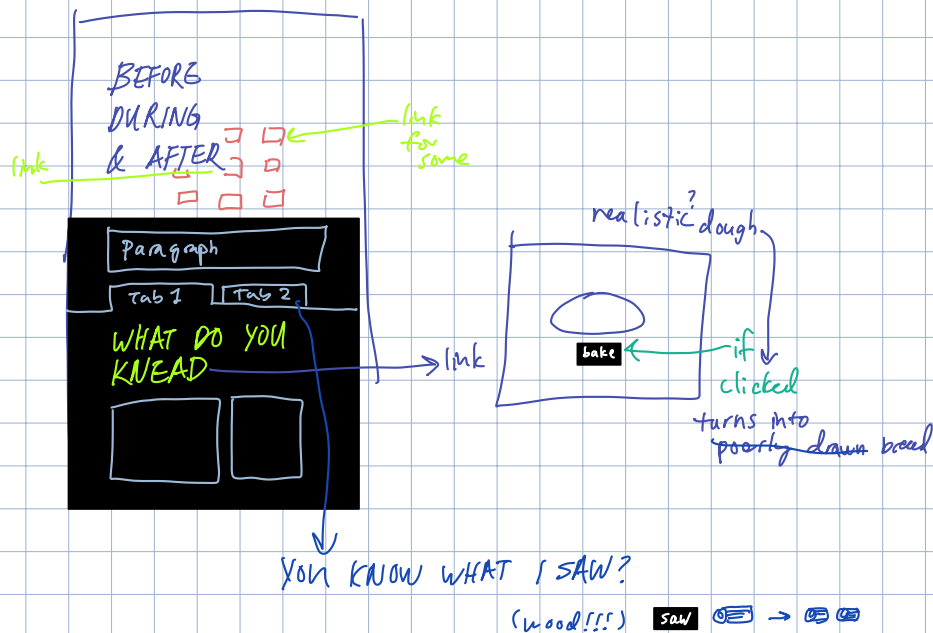 BEFORE
DURING
& AFTER
link
link
for
some
Paragraph
Tab 1
Tab 2
WHAT DO YOU
KNEAD
link
realistic? dough
bake
if
clicked
turns into
poorly drawn bread
YOU KNOW WHAT I SAW?
(wood!!!)
saw